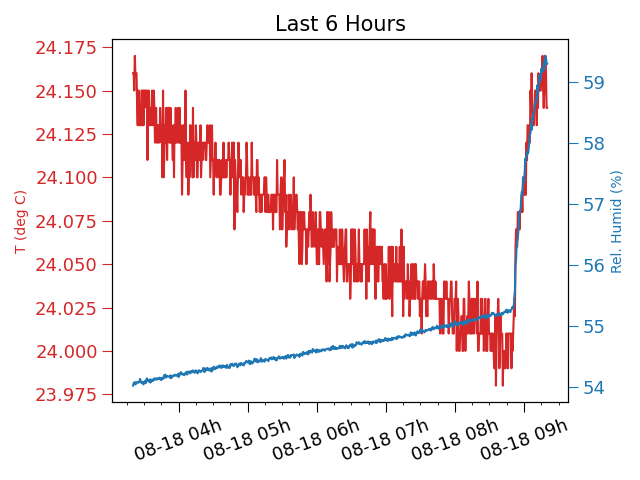 Last 6 Hours
24.175
24.150
24.125
24.100
24.075
24.050
24.025
24.000
23.975
T (deg C)
59
58
57
56
55
54
Rel. Humid (%)
08-18 04h
08-18 05h
08-18 06h
08-18 07h
08-18 08h
08-18 09h